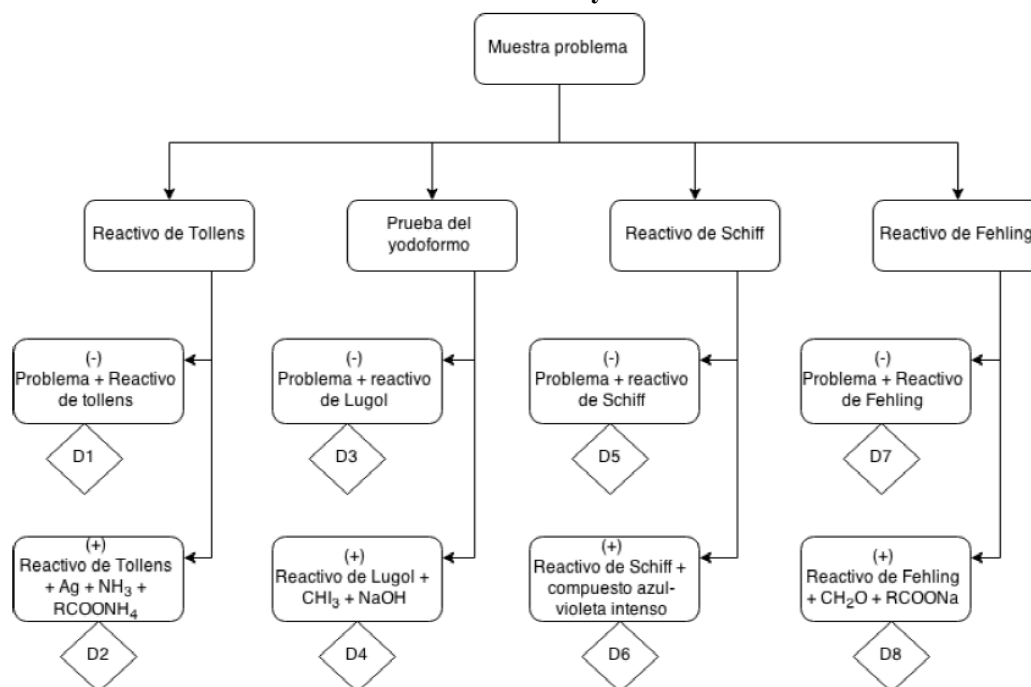 Muestra problema
Reactivo de Tollens
Prueba del
yodoformo
Reactivo de Schiff
Reactivo de Fehling
(-)
Problema + Reactivo
de tollens
(-)
Problema + reactivo
de Lugol
(-)
Problema + reactivo
de Schiff
(-)
Problema + Reactivo
de Fehling
D1
D3
D5
D7
(+)
Reactivo de Tollens
+ Ag + NH₃ +
RCOONH₄
(+)
Reactivo de Lugol +
CHI₃ + NaOH
(+)
Reactivo de Schiff +
compuesto azul-
violeta intenso
(+)
Reactivo de Fehling
+ CH₂O + RCOONa
D2
D4
D6
D8